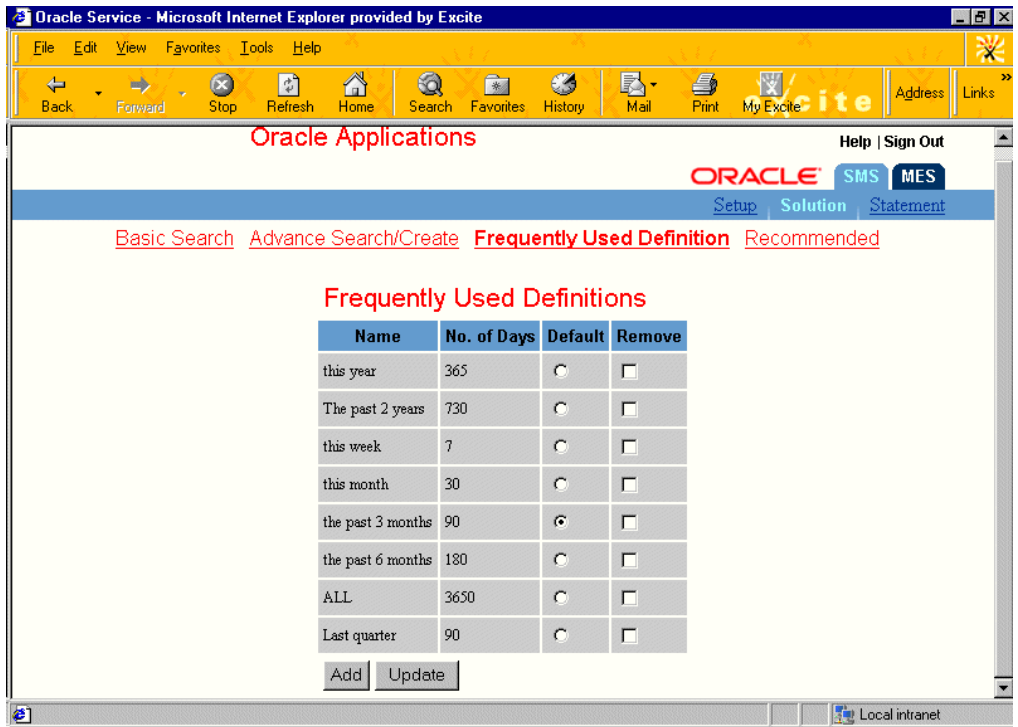 Oracle Service - Microsoft Internet Explorer provided by Excite
File Edit View Favorites Tools Help
Back Forward Stop Refresh Home Search Favorites History Mail Print My Excite excite Address Links »
Oracle Applications
Help | Sign Out
ORACLE SMS MES
Setup Solution Statement
Basic Search Advance Search/Create Frequently Used Definition Recommended
Frequently Used Definitions
Name No. of Days Default Remove
this year 365
The past 2 years 730
this week 7
this month 30
the past 3 months 90
the past 6 months 180
ALL 3650
Last quarter 90
Add Update
Local intranet